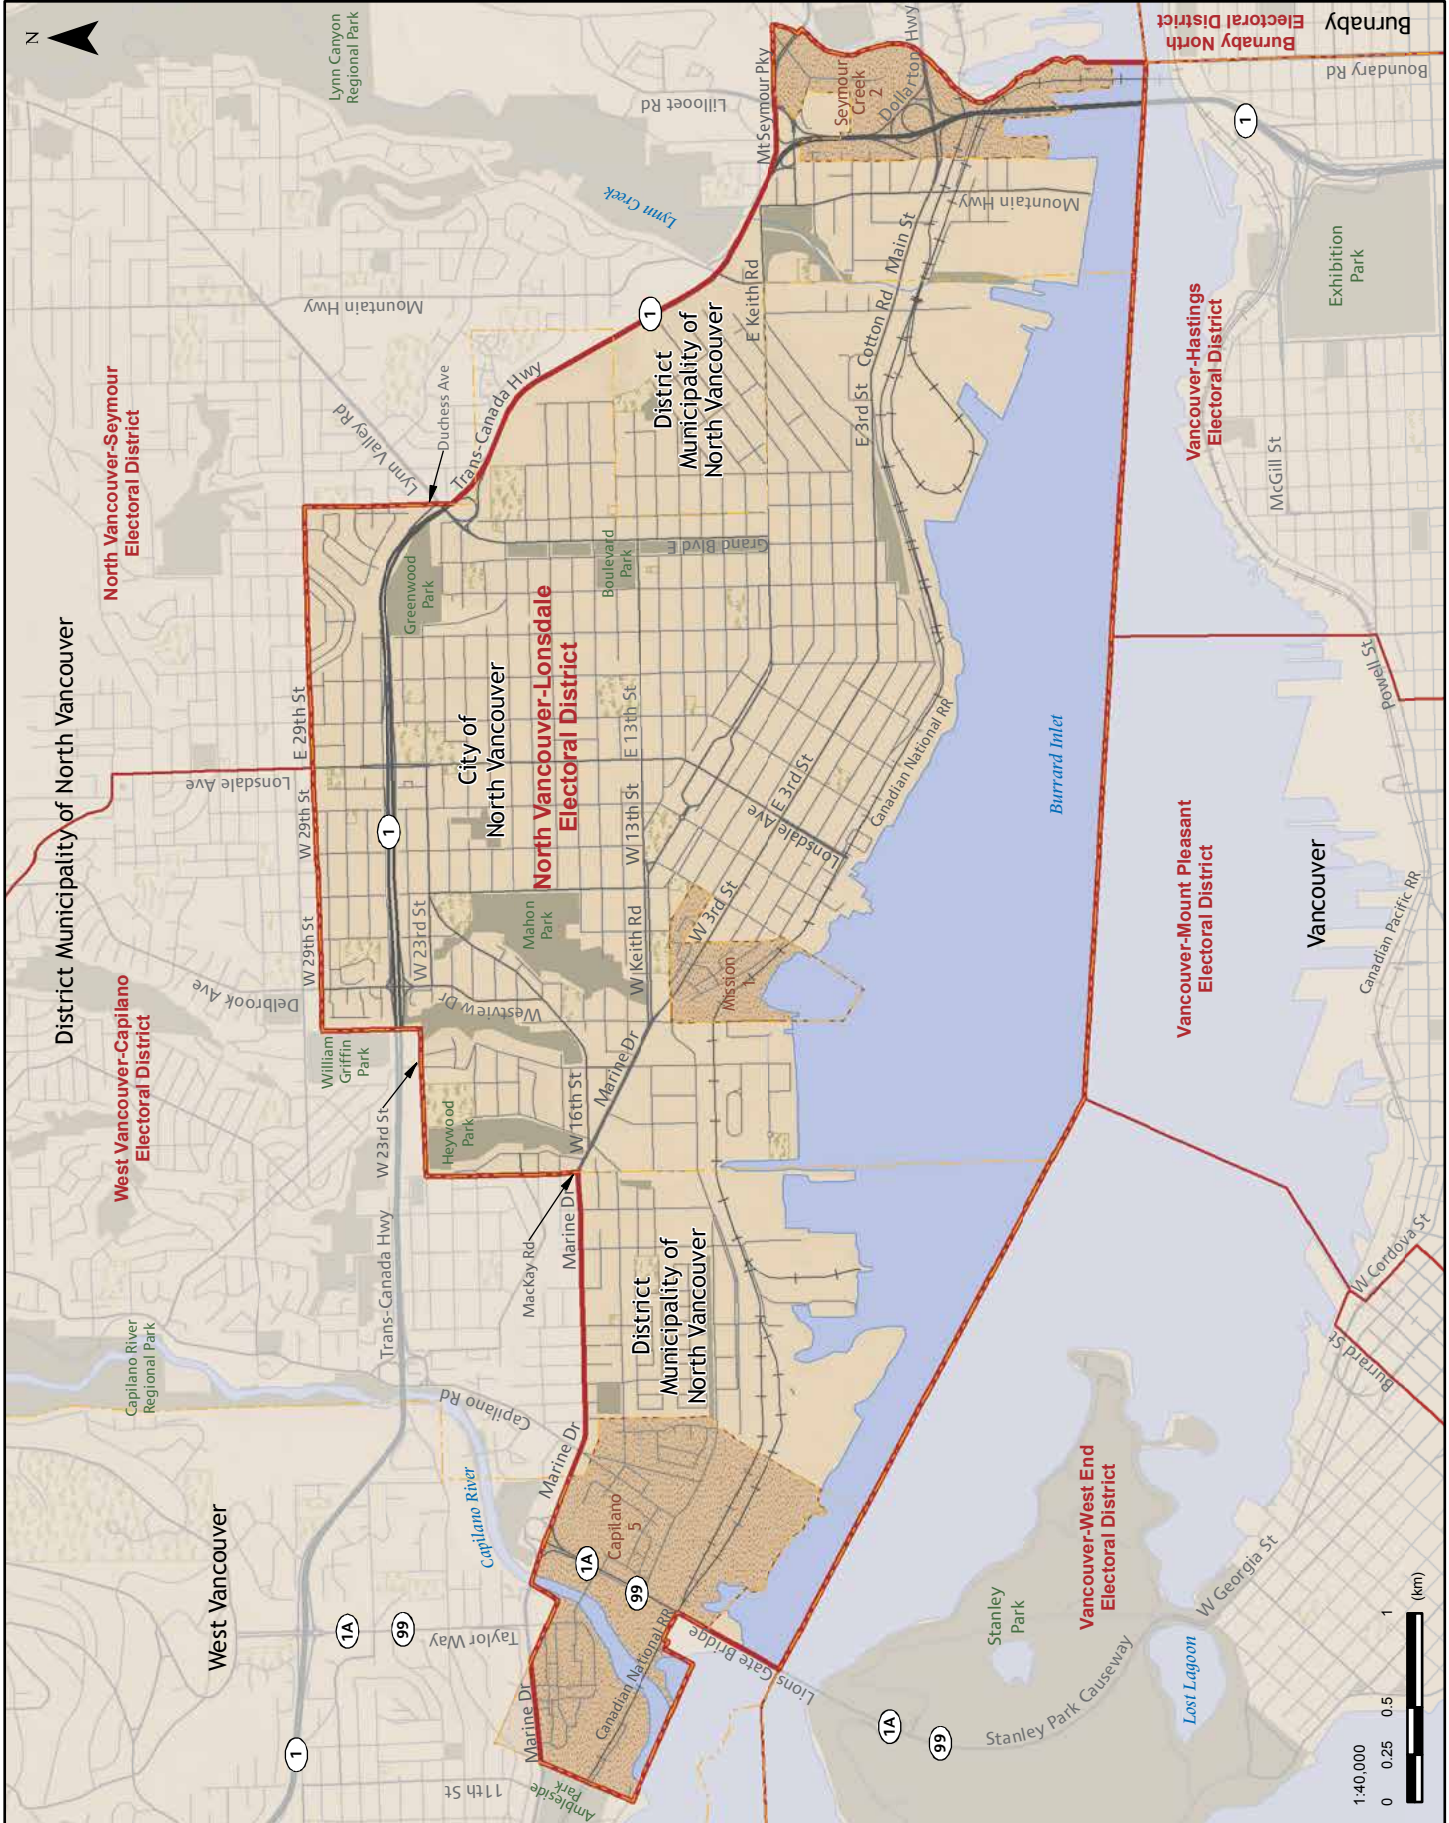 N
District Municipality of North Vancouver
North Vancouver-Seymour
Electoral District
West Vancouver-Capilano
Electoral District
Lynn Canyon
Regional Park
Capilano River
Regional Park
West Vancouver
Delbrook Ave
Lonsdale Ave
Mountain Hwy
Lynn Valley Rd
Duchess Ave
W 29th St
W 29th St
E 29th St
1
1A
99
Taylor Way
11th St
William
Griffin
Park
W 23rd St
Trans-Canada Hwy
1
W 23rd St
Greenwood
Park
Trans-Canada Hwy
Capilano Rd
Heywood
Park
Westview Dr
Capilano River
City of
North Vancouver
Mahon
Park
North Vancouver-Lonsdale
Electoral District
MacKay Rd
Marine Dr
Marine Dr
Marine Dr
W 16th St
Marine Dr
Ambleside
Park
Boulevard
Park
Grand Blvd E
W Keith Rd
W 13th St
E 13th St
1
Lynn Creek
Lillooet Rd
District
Municipality of
North Vancouver
District
Municipality of
North Vancouver
Capilano
5
1A
99
Canadian National RR
Lions Gate Bridge
Mission
1
W 3rd St
E 3rd St
Lonsdale Ave
Canadian National RR
E Keith Rd
Mt Seymour Pky
E 3rd St
Cotton Rd
Main St
Mountain Hwy
Seymour
Creek
2
Dollarton Hwy
Burrard Inlet
1A
99
Stanley Park Causeway
Stanley
Park
Vancouver-West End
Electoral District
Lost Lagoon
W Georgia St
Vancouver-Mount Pleasant
Electoral District
Vancouver-Hastings
Electoral District
Burnaby North
Electoral District
Burnaby
Boundary Rd
1
Exhibition
Park
McGill St
Powell St
Vancouver
Canadian Pacific RR
W Cordova St
Burrard St
1:40,000
0
0.25
0.5
1
(km)